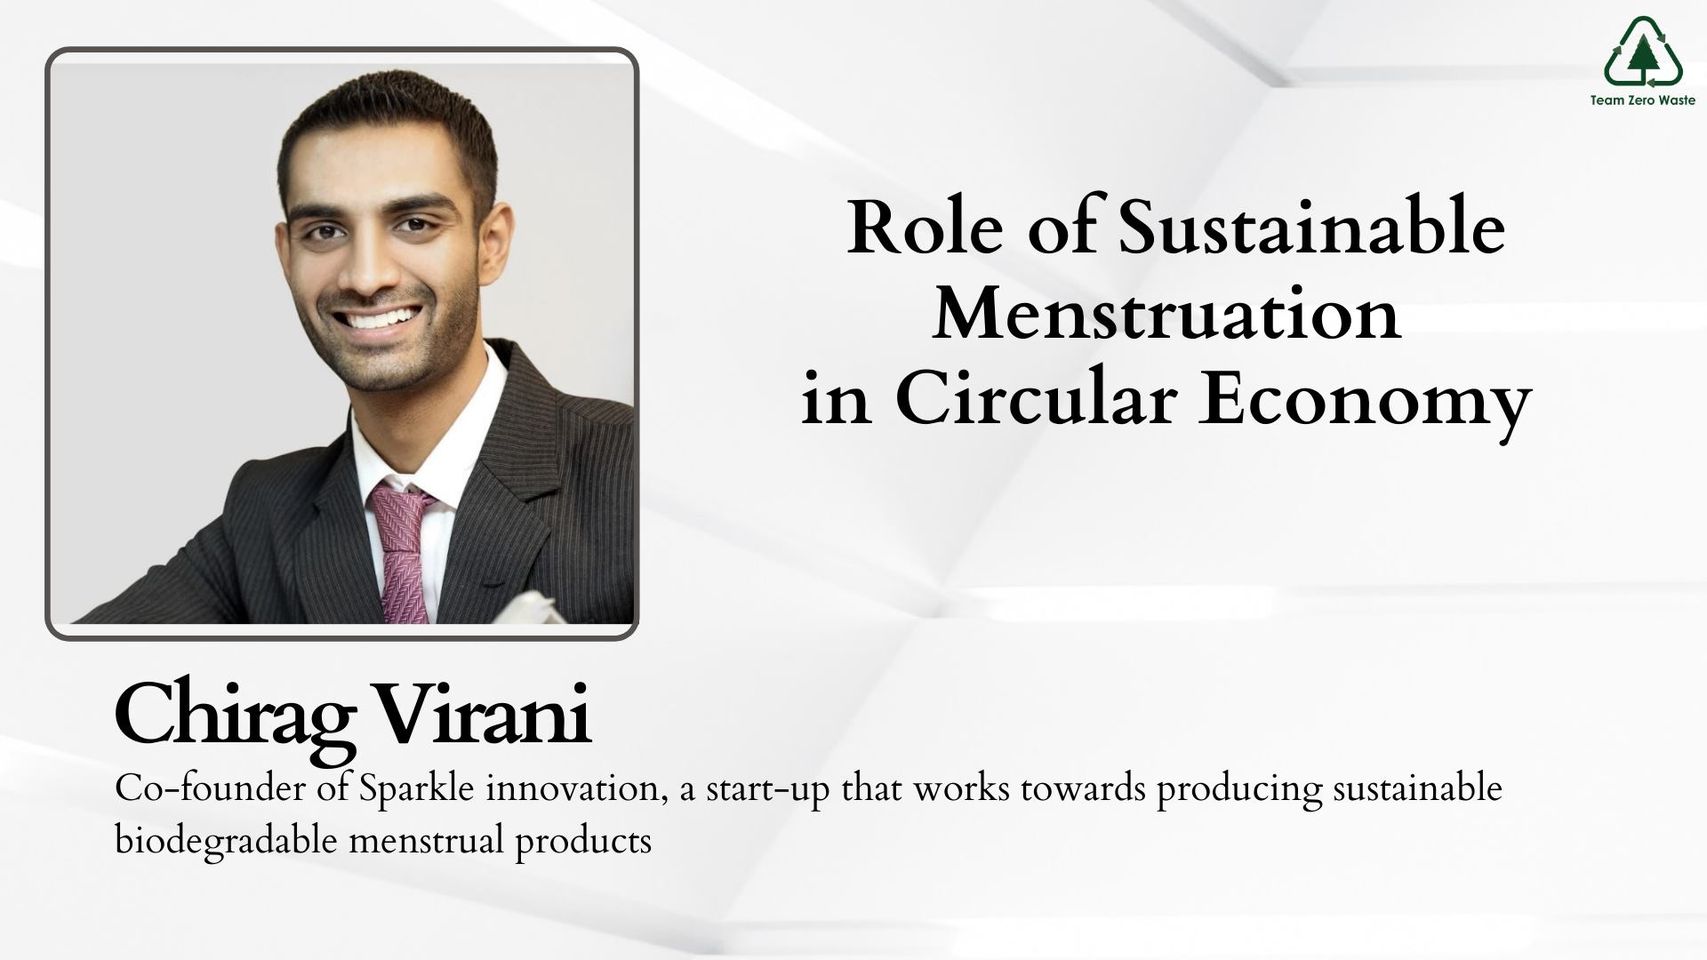 Team Zero Waste
Role of Sustainable
Menstruation
in Circular Economy
Chirag Virani
Co-founder of Sparkle innovation, a start-up that works towards producing sustainable
biodegradable menstrual products